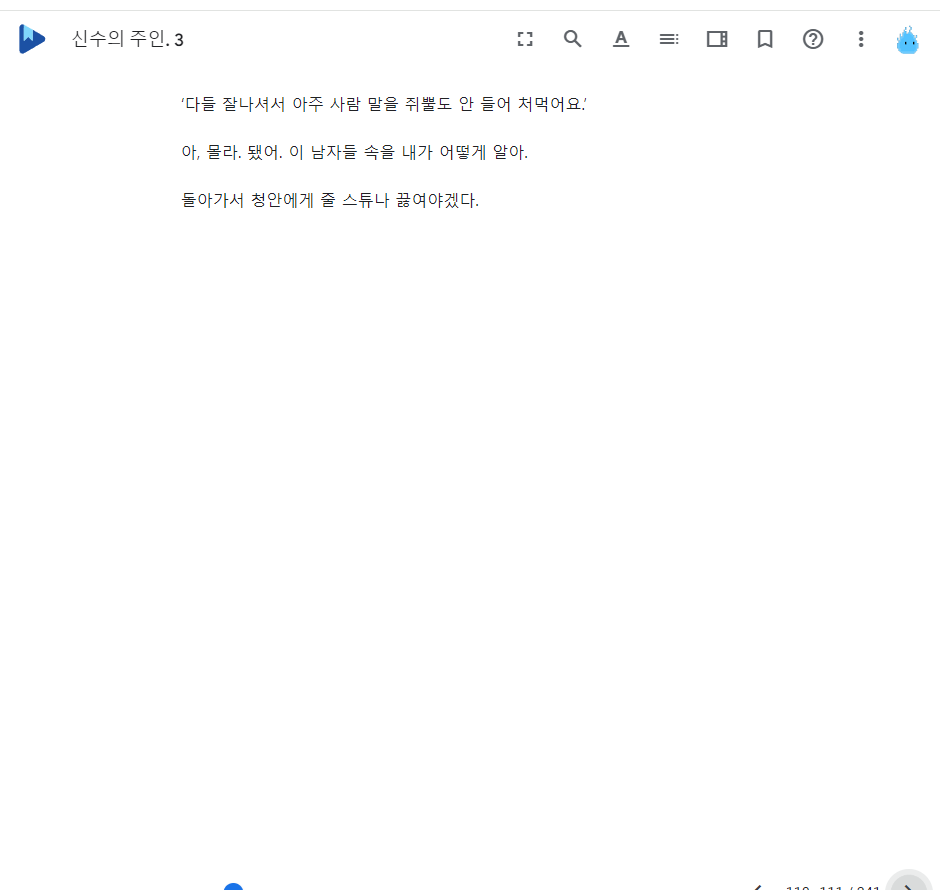 신수의 주인. 3
'다들 잘나셔서 아주 사람 말을 쥐뿔도 안 들어 처먹어요.'
아, 몰라. 됐어. 이 남자들 속을 내가 어떻게 알아.
돌아가서 청안에게 줄 스튜나 끓여야겠다.